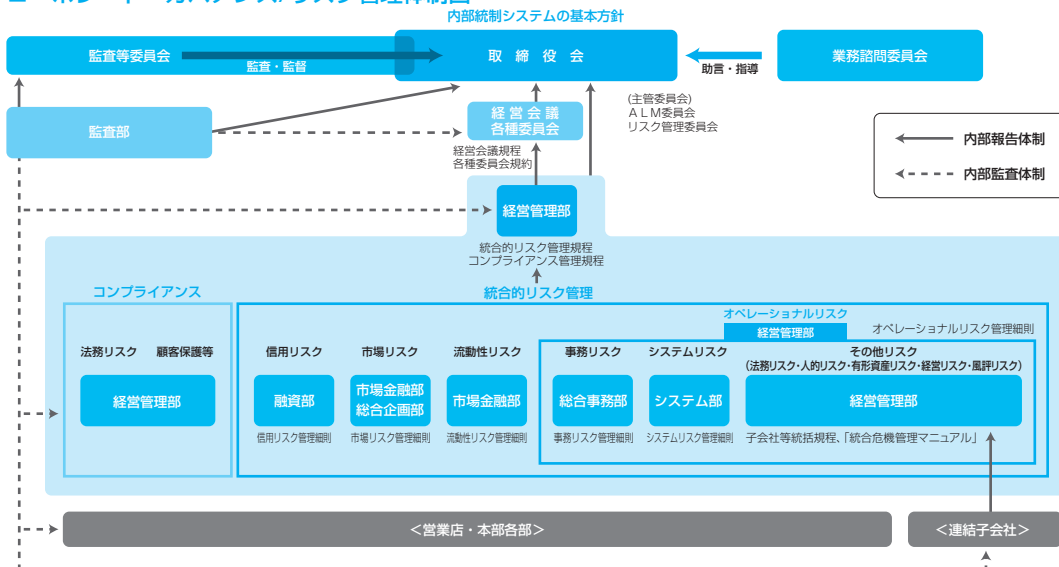 内部統制システムの基本方針
監査等委員会
監査・監督
取締役会
助言・指導
業務諮問委員会
監査部
経営会議
各種委員会
(主管委員会)
ALM委員会
リスク管理委員会
経営会議規程
各種委員会規約
内部報告体制
内部監査体制
経営管理部
統合的リスク管理規程
コンプライアンス管理規程
コンプライアンス
統合的リスク管理
オペレーショナルリスク
経営管理部
オペレーショナルリスク管理細則
法務リスク 顧客保護等
経営管理部
信用リスク
融資部
信用リスク管理細則
市場リスク
市場金融部
総合企画部
市場リスク管理細則
流動性リスク
市場金融部
流動性リスク管理細則
事務リスク
総合事務部
事務リスク管理細則
システムリスク
システム部
システムリスク管理細則
その他リスク
(法務リスク・人的リスク・有形資産リスク・経営リスク・風評リスク)
経営管理部
子会社等統括規程、「統合危機管理マニュアル」
<営業店・本部各部>
<連結子会社>